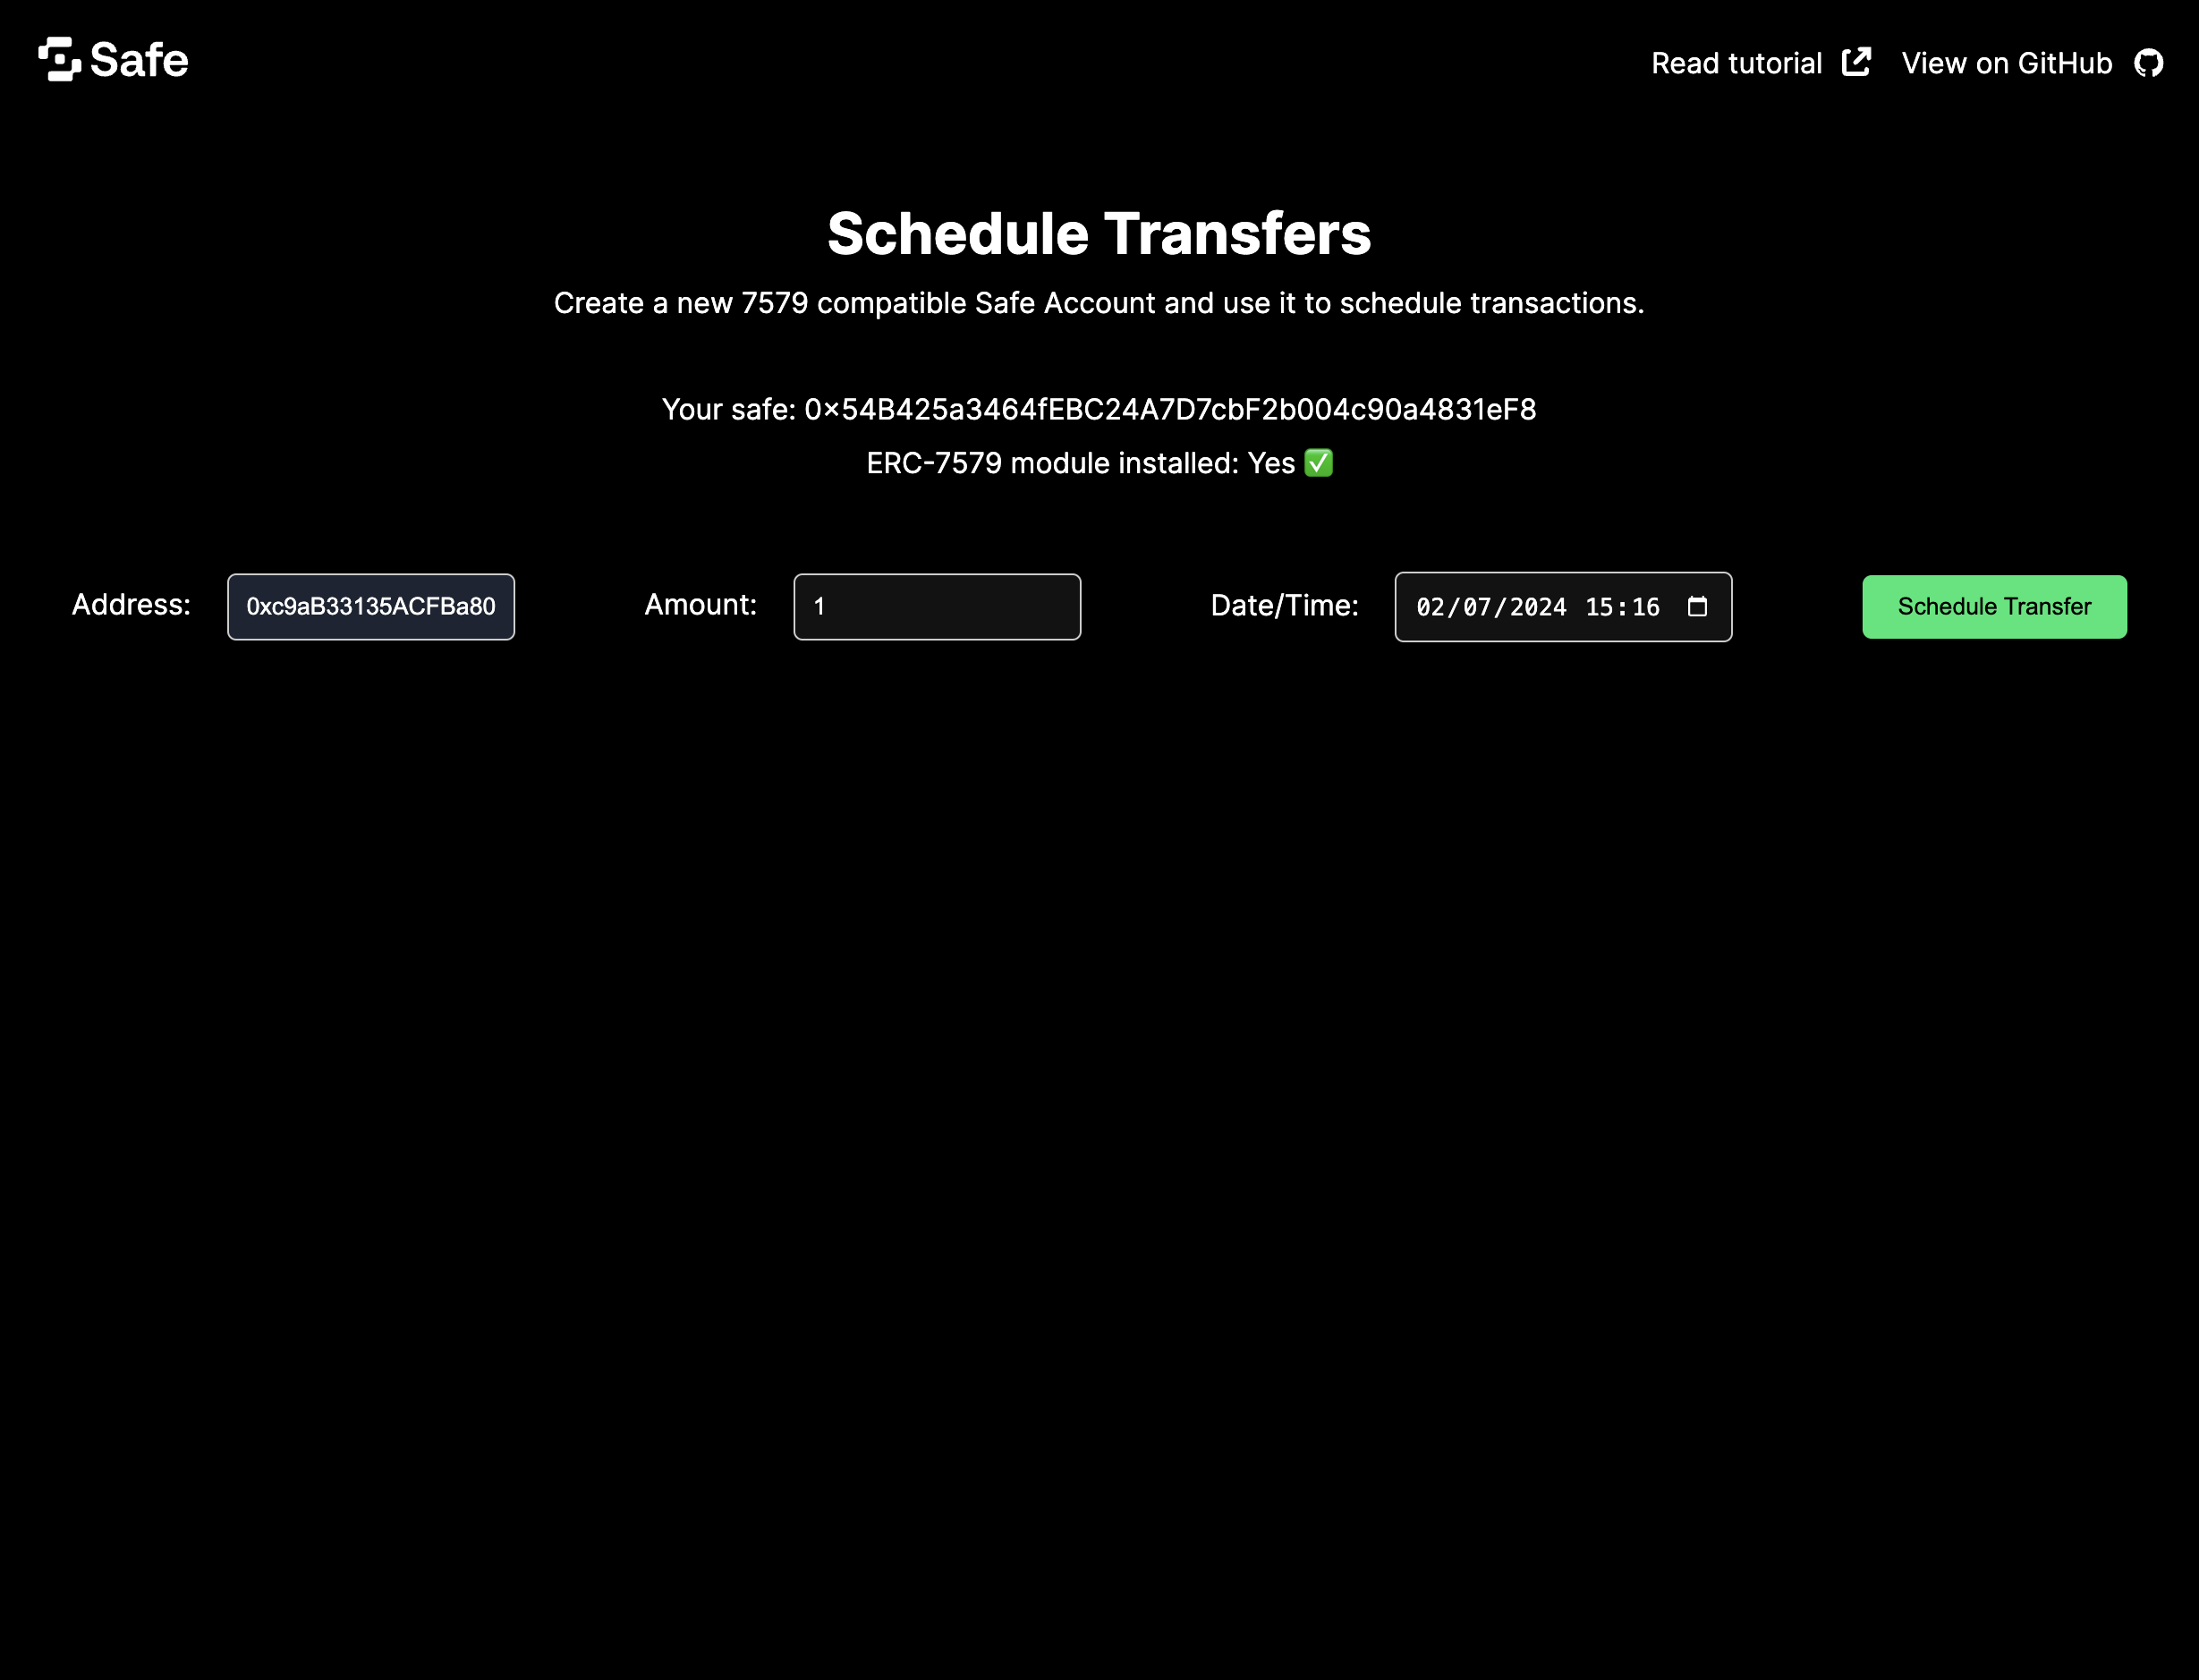 Safe
Read tutorial View on GitHub
Schedule Transfers
Create a new 7579 compatible Safe Account and use it to schedule transactions.
Your safe: 0x54B425a3464fEBC24A7D7cbF2b004c90a4831eF8
ERC-7579 module installed: Yes ✅
Address: 0xc9aB33135ACFBa80 Amount: 1 Date/Time: 02/07/2024 15:16 Schedule Transfer